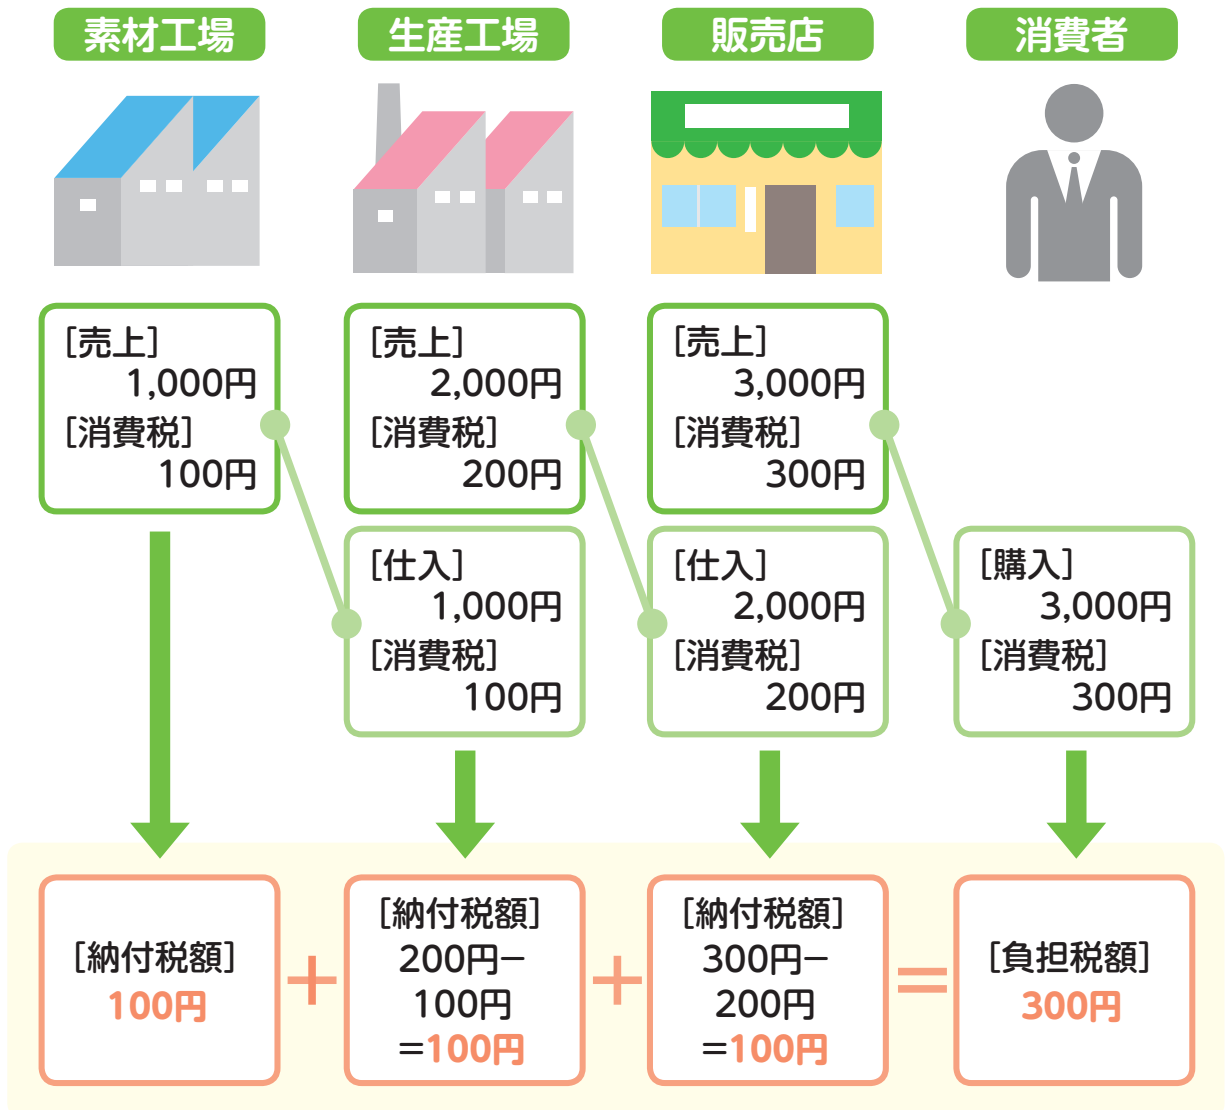 素材工場
生産工場
販売店
消費者
[売上]
1,000円
[消費税]
100円
[売上]
2,000円
[消費税]
200円
[売上]
3,000円
[消費税]
300円
[仕入]
1,000円
[消費税]
100円
[仕入]
2,000円
[消費税]
200円
[購入]
3,000円
[消費税]
300円
[納付税額]
100円
+
[納付税額]
200円−
100円
=100円
+
[納付税額]
300円−
200円
=100円
=
[負担税額]
300円